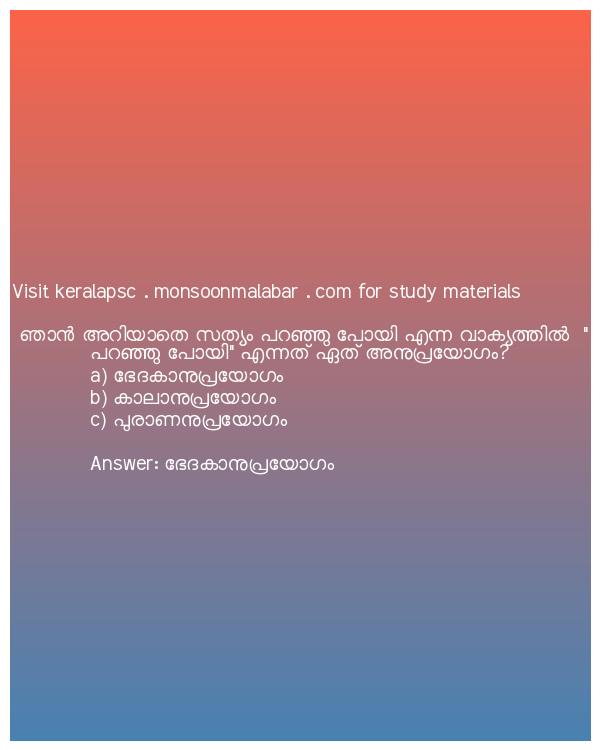 Visit keralapsc . monsoonmalabar . com for study materials
ഞാൻ അറിയാതെ സത്യം പറഞ്ഞു പോയി എന്ന വാക്യത്തിൽ "
പറഞ്ഞു പോയി" എന്നത് ഏത് അനുപ്രയോഗം?
a) ഭേദകാനുപ്രയോഗം
b) കാലാനുപ്രയോഗം
c) പുരാണനുപ്രയോഗം
Answer: ഭേദകാനുപ്രയോഗം